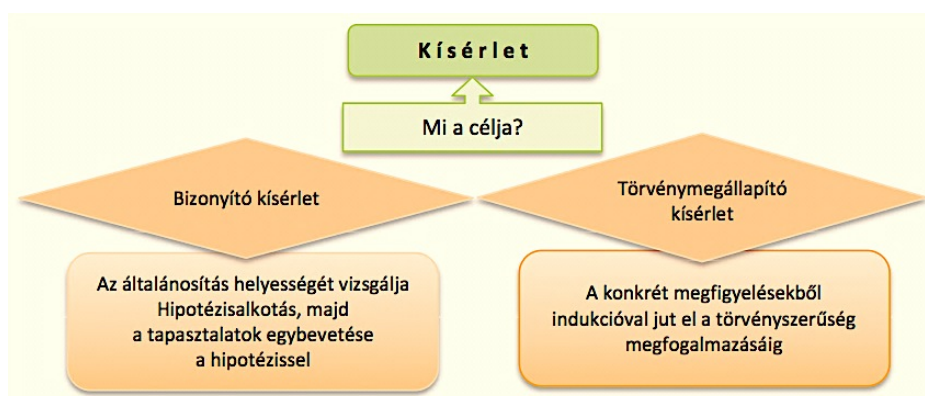 Kísérlet
Mi a célja?
Bizonyító kísérlet
Törvénymegállapító
kísérlet
Az általánosítás helyességét vizsgálja
Hipotézisalkotás, majd
a tapasztalatok egybevetése
a hipotézissel
A konkrét megfigyelésekből
indukcióval jut el a törvényszerűség
megfogalmazásáig